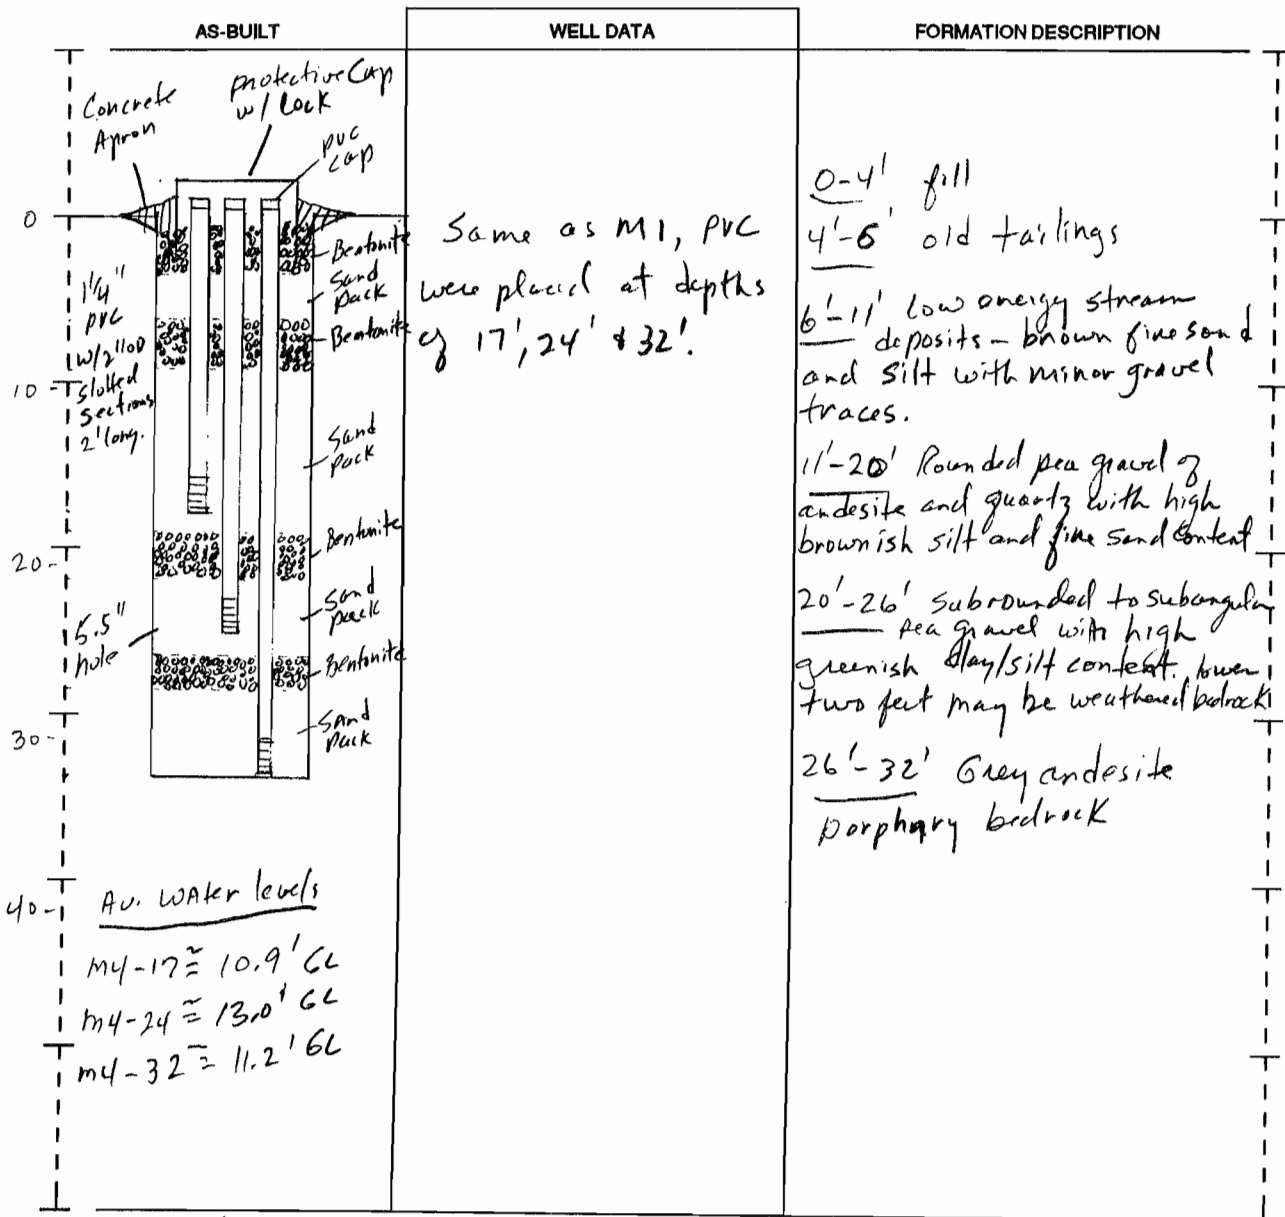 AS-BUILT
WELL DATA
FORMATION DESCRIPTION
Concrete
Apron
protective Cap
w/ Lock
PVC
cap
0
10
20
30
40
1 1/4"
PVC
w/2"OD
slotted
sections
2' long.
5.5"
hole
Bentonite
Sand
pack
Bentonite
Sand
pack
Bentonite
Sand
pack
Bentonite
Sand
pack
Av. Water levels
M4-17 ≅ 10.9' GL
M4-24 ≅ 13.0' GL
M4-32 ≅ 11.2' GL
Same as M1, PVC
were placed at depths
of 17', 24' & 32'.
0-4' fill
4'-6' old tailings
6'-11' Low energy stream
deposits - brown fine sand
and silt with minor gravel
traces.
11'-20' Rounded pea gravel of
andesite and quartz with high
brownish silt and fine sand content
20'-26' Subrounded to subangular
pea gravel with high
greenish clay/silt content. lower
two feet may be weathered bedrock
26'-32' Grey andesite
porphyry bedrock